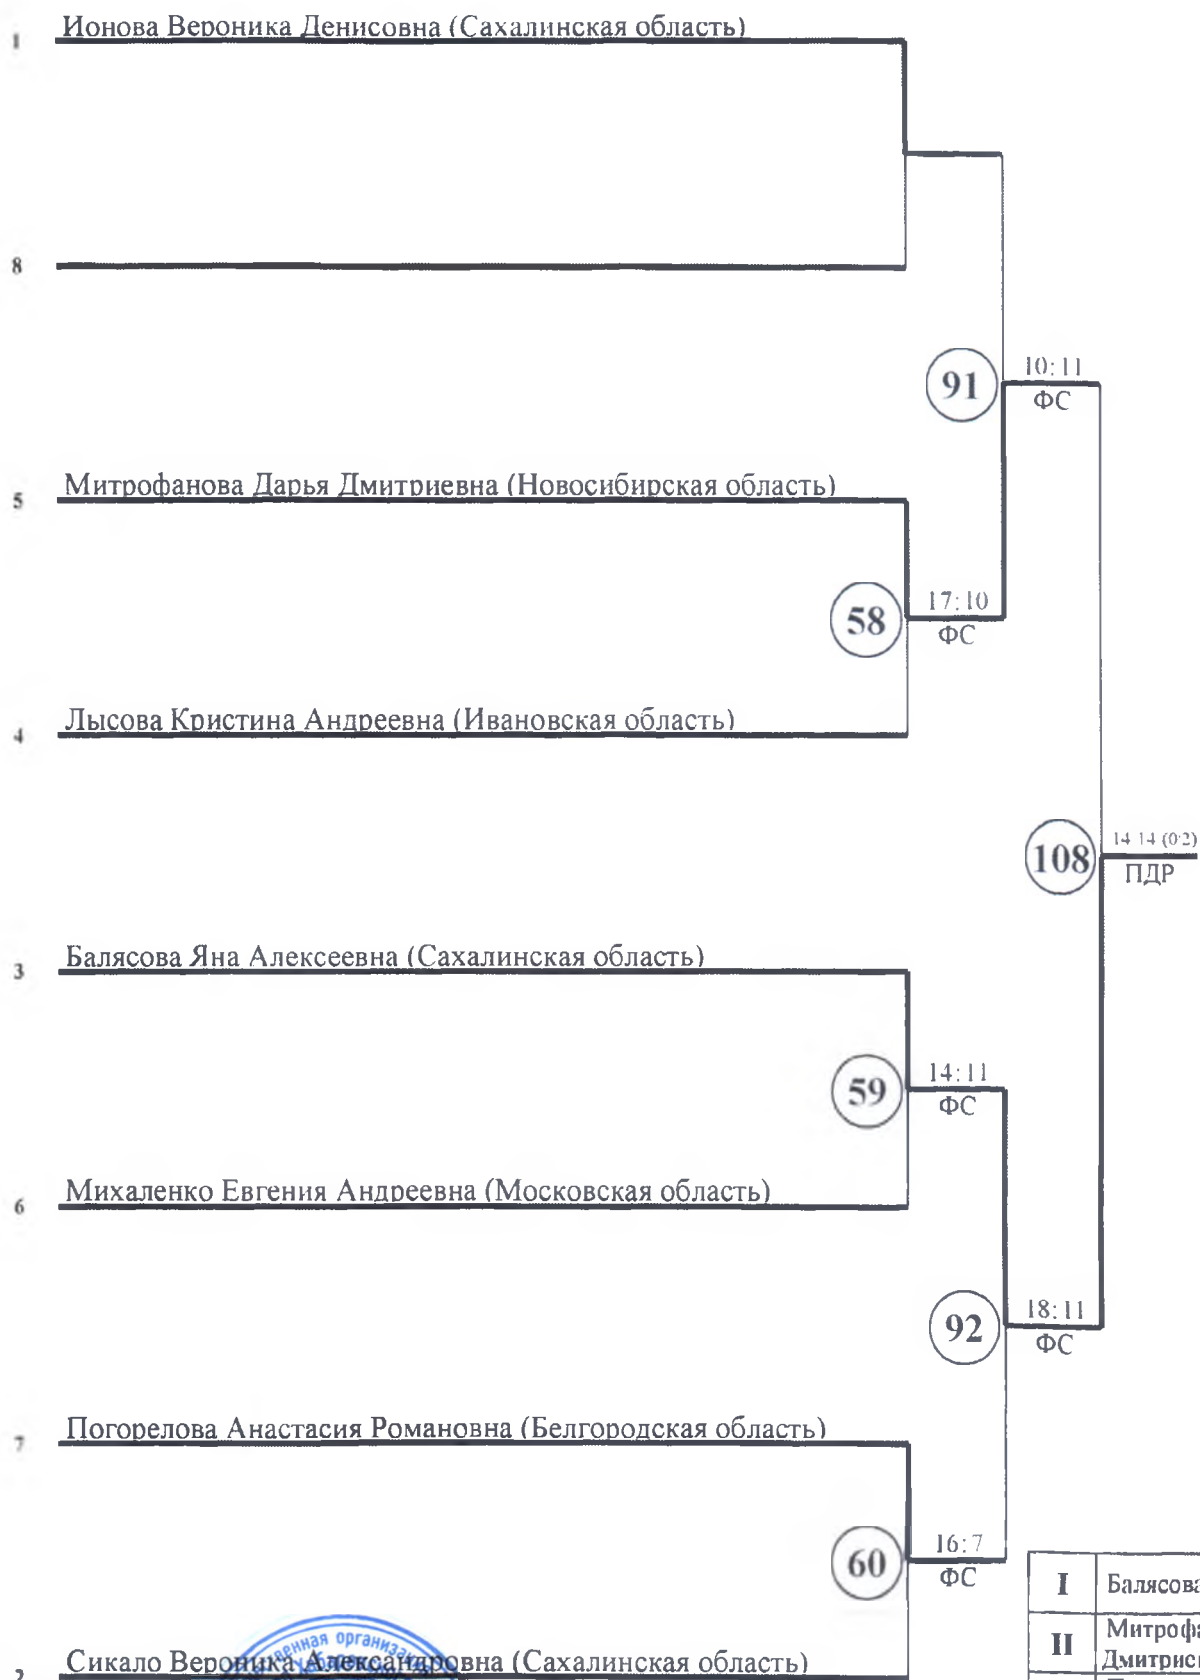 1 Ионова Вероника Денисовна (Сахалинская область)
8
91 10:11
ФС
5 Митрофанова Дарья Дмитриевна (Новосибирская область)
58 17:10
ФС
4 Лысова Кристина Андреевна (Ивановская область)
108 14 14 (0:2)
ПДР
3 Балясова Яна Алексеевна (Сахалинская область)
59 14:11
ФС
6 Михаленко Евгения Андреевна (Московская область)
92 18:11
ФС
7 Погорелова Анастасия Романовна (Белгородская область)
60 16:7
ФС
I Балясова
II Митрофа
Дмитрис
2 Сикало Вероника Александровна (Сахалинская область)